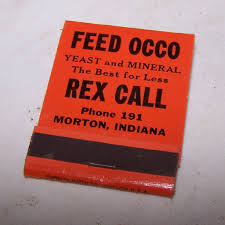 FEED OCCO
YEAST and MINERAL
The Best for Less
REX CALL
Phone 191
MORTON, INDIANA